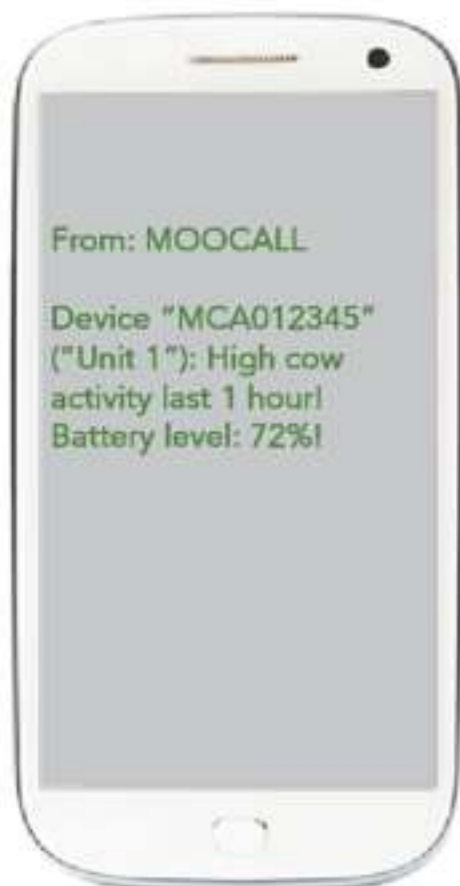 From: MOOCALL
Device "MCA012345"
("Unit 1"): High cow
activity last 1 hour!
Battery level: 72%!